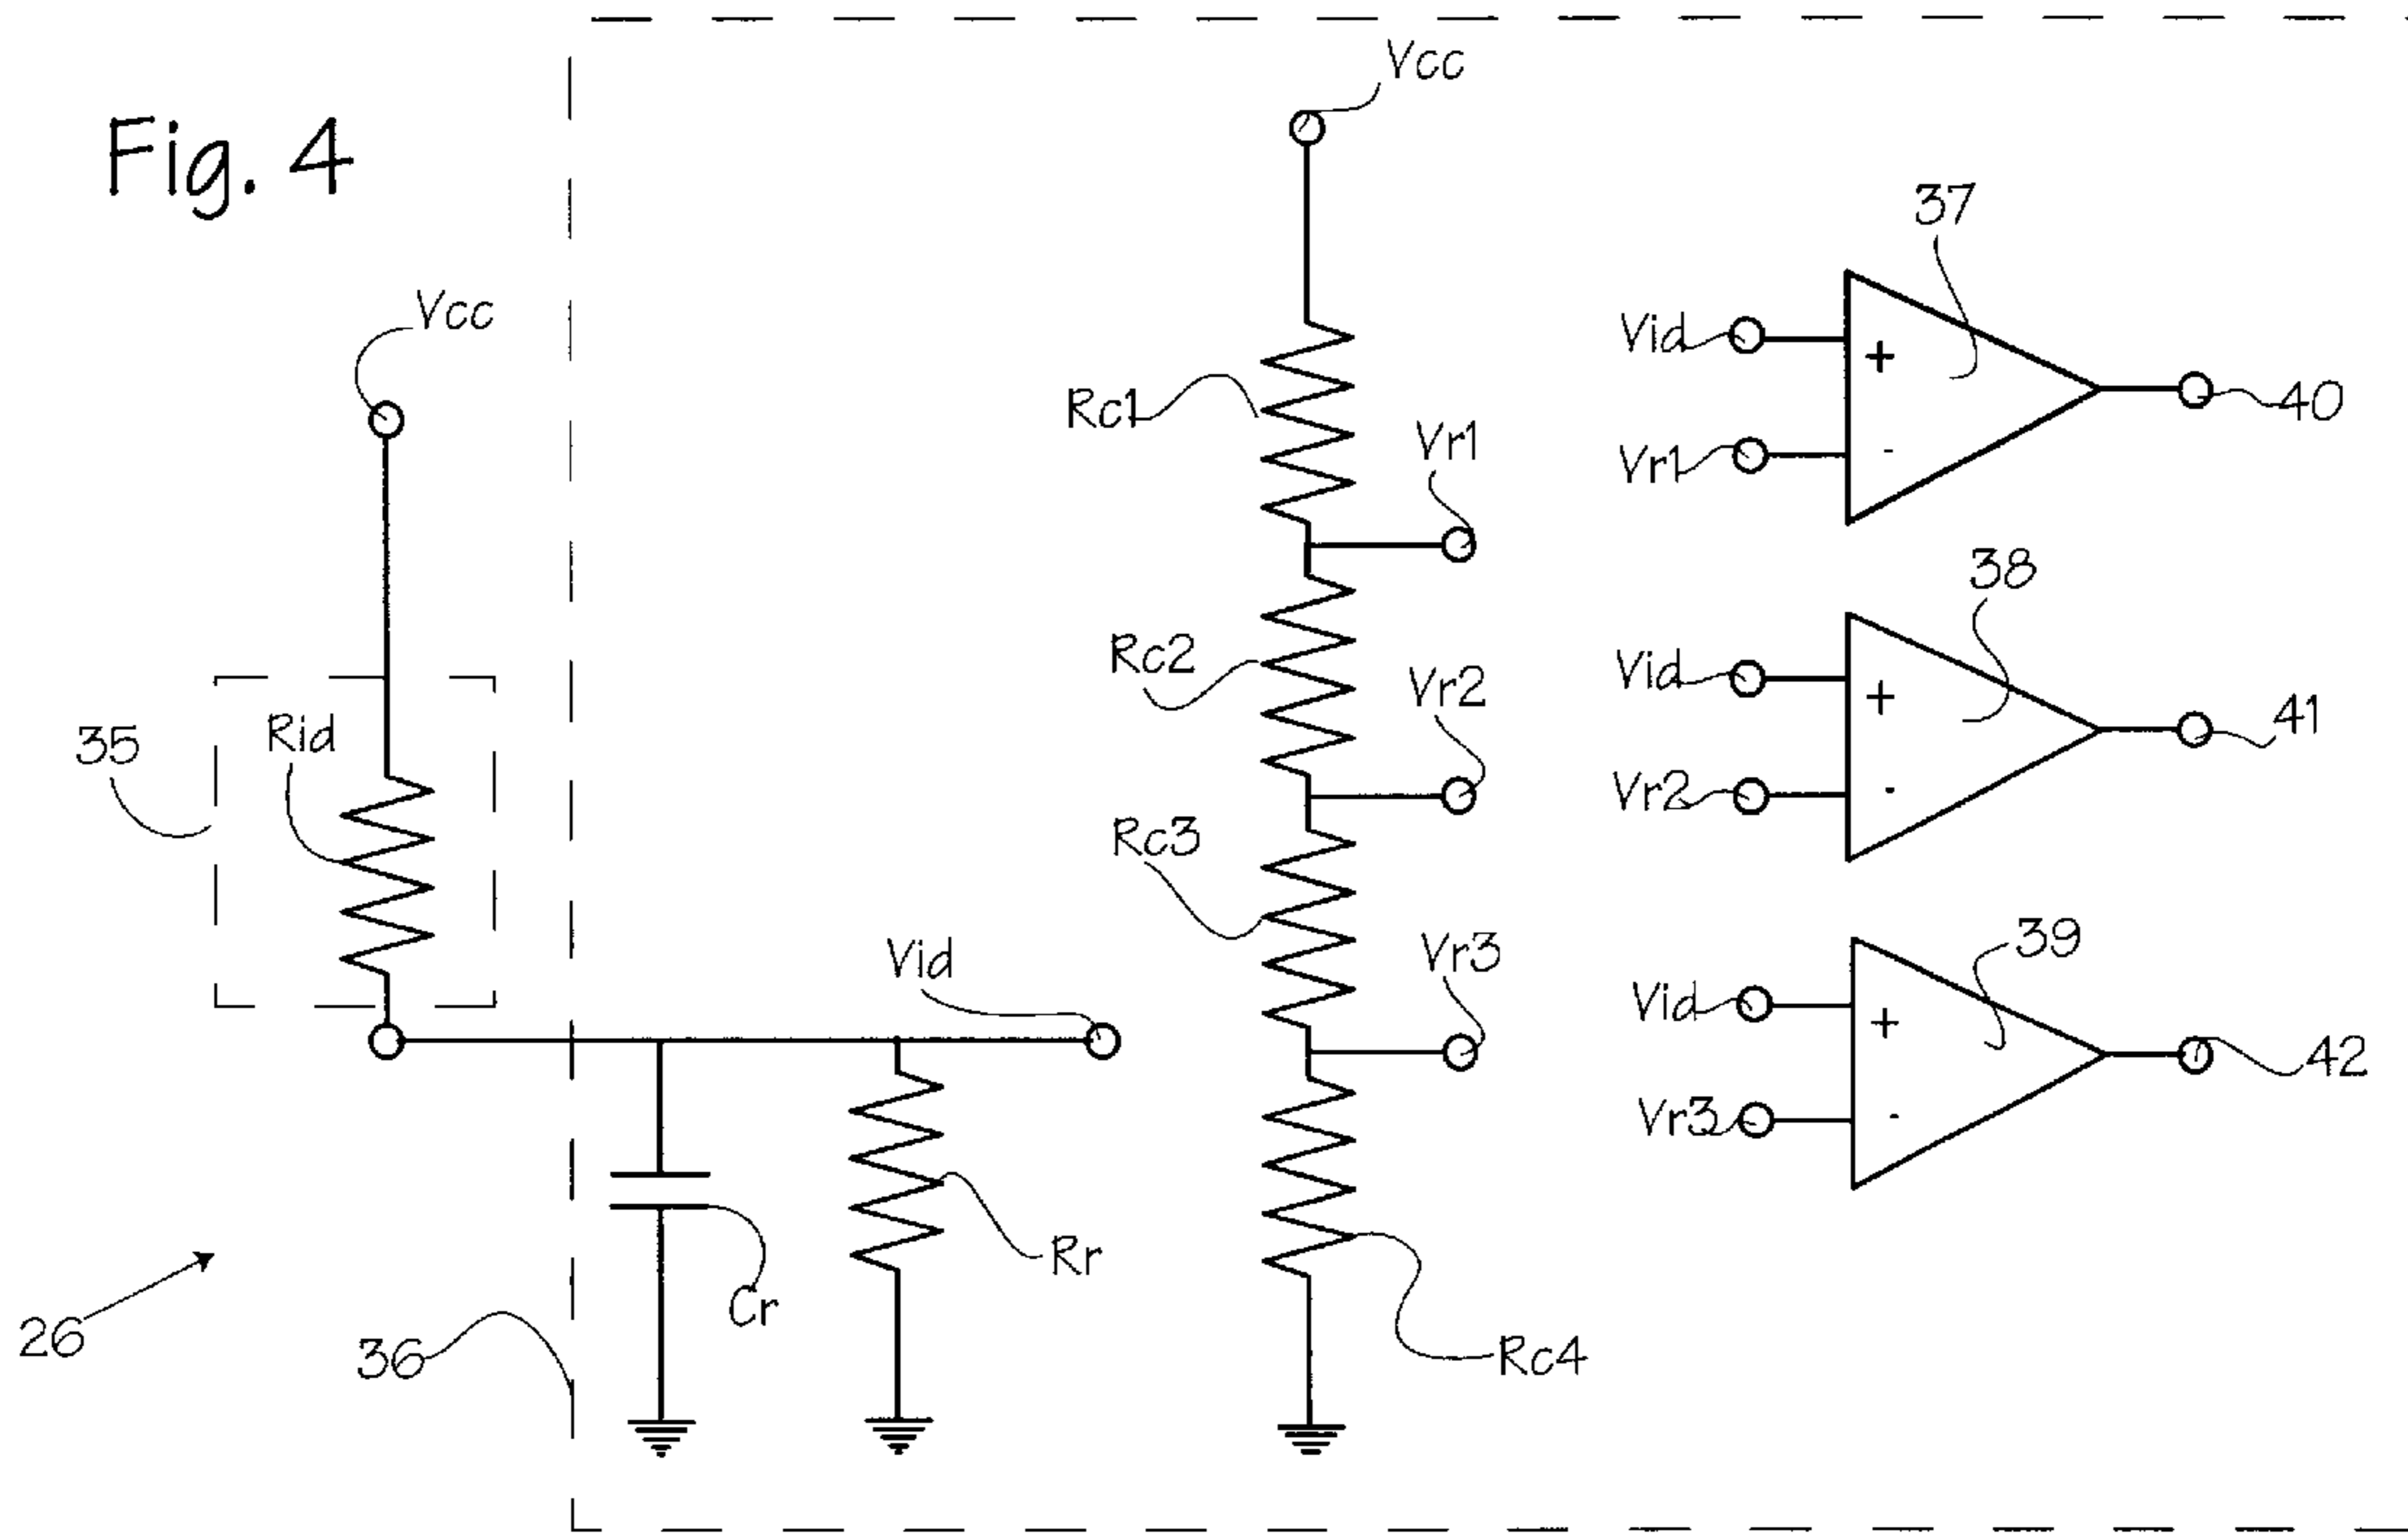 Fig. 4
Vcc
Vcc
37
Vid
+
Rc1
Vr1
40
Vr1
-
38
Rc2
Vid
Vr2
+
41
35
Rid
Vr2
-
Rc3
39
Vid
Vr3
Vid
+
42
Vr3
-
Rr
Cr
26
36
Rc4